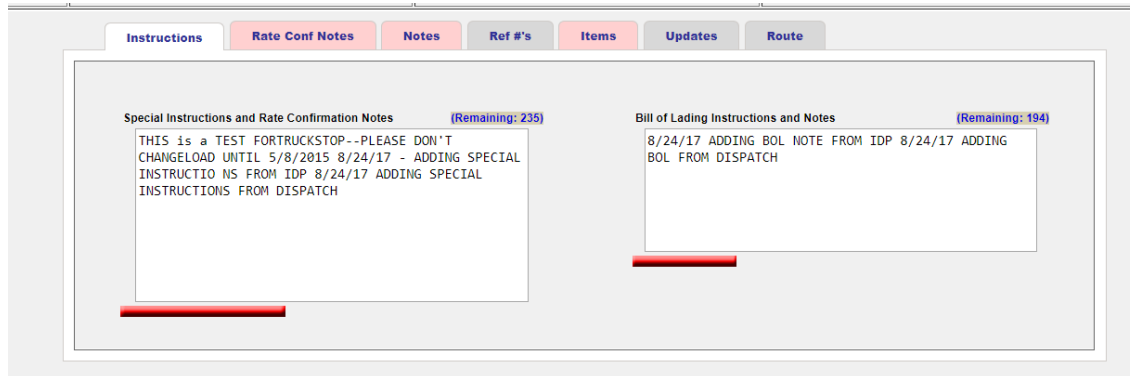 Instructions Rate Conf Notes Notes Ref #'s Items Updates Route
Special Instructions and Rate Confirmation Notes (Remaining: 235)
THIS is a TEST FORTRUCKSTOP--PLEASE DON'T
CHANGELOAD UNTIL 5/8/2015 8/24/17 - ADDING SPECIAL
INSTRUCTIO NS FROM IDP 8/24/17 ADDING SPECIAL
INSTRUCTIONS FROM DISPATCH
Bill of Lading Instructions and Notes (Remaining: 194)
8/24/17 ADDING BOL NOTE FROM IDP 8/24/17 ADDING
BOL FROM DISPATCH